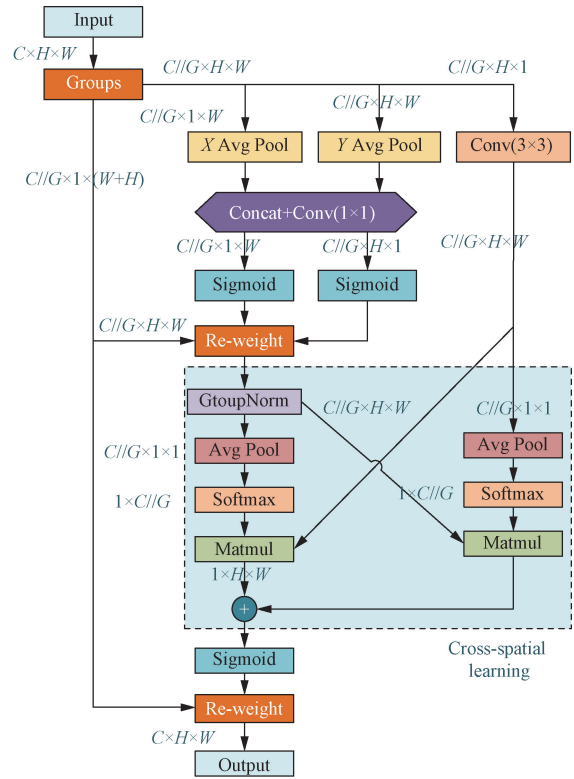 Input
C×H×W
Groups
C//G×H×W
C//G×H×1
C//G×1×W
C//G×H×W
X Avg Pool
Y Avg Pool
Conv(3×3)
C//G×1×(W+H)
Concat+Conv(1×1)
C//G×1×W
C//G×H×1
C//G×H×W
Sigmoid
Sigmoid
C//G×H×W
Re-weight
GtoupNorm
C//G×H×W
C//G×1×1
C//G×1×1
Avg Pool
Avg Pool
1×C//G
Softmax
1×C//G
Softmax
Matmul
Matmul
1×H×W
+
Sigmoid
Cross-spatial
learning
Re-weight
C×H×W
Output